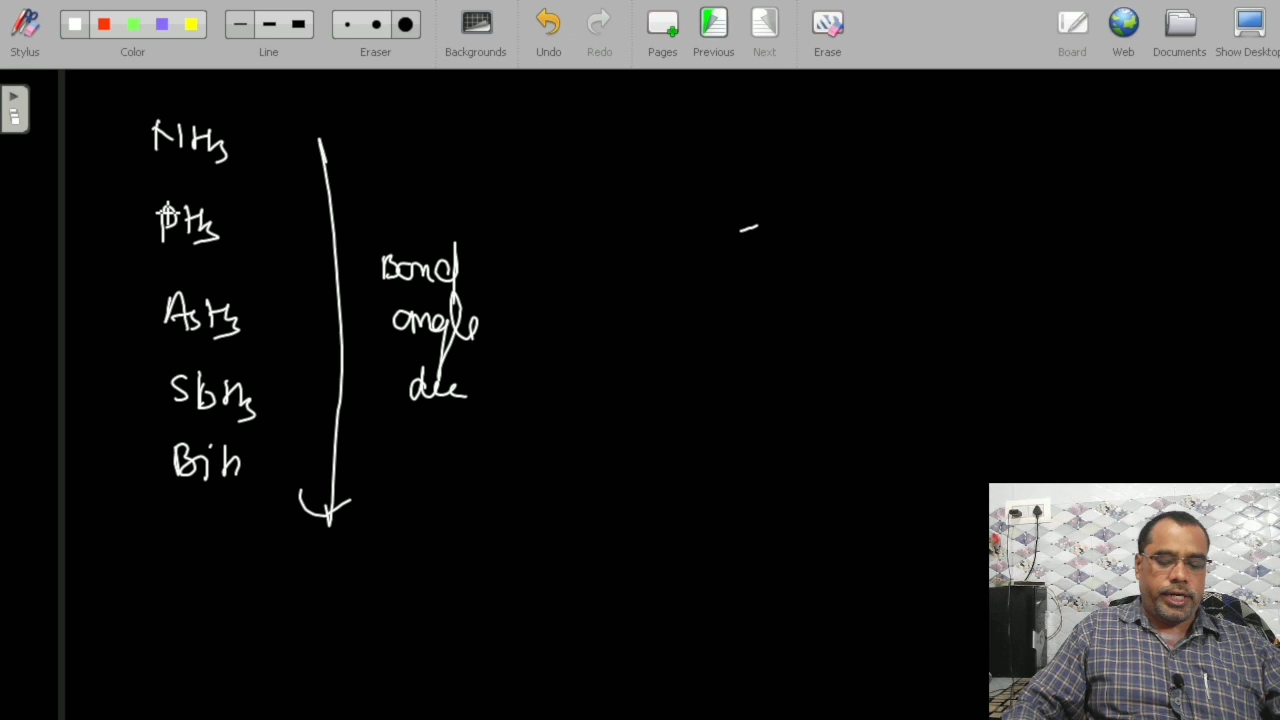 Stylus Color Line Eraser Backgrounds Undo Redo Pages Previous Next Erase Board Web Documents Show Desktop
NH3
PH3
AsH3
SbH3
Bih
Bond
angle
dec